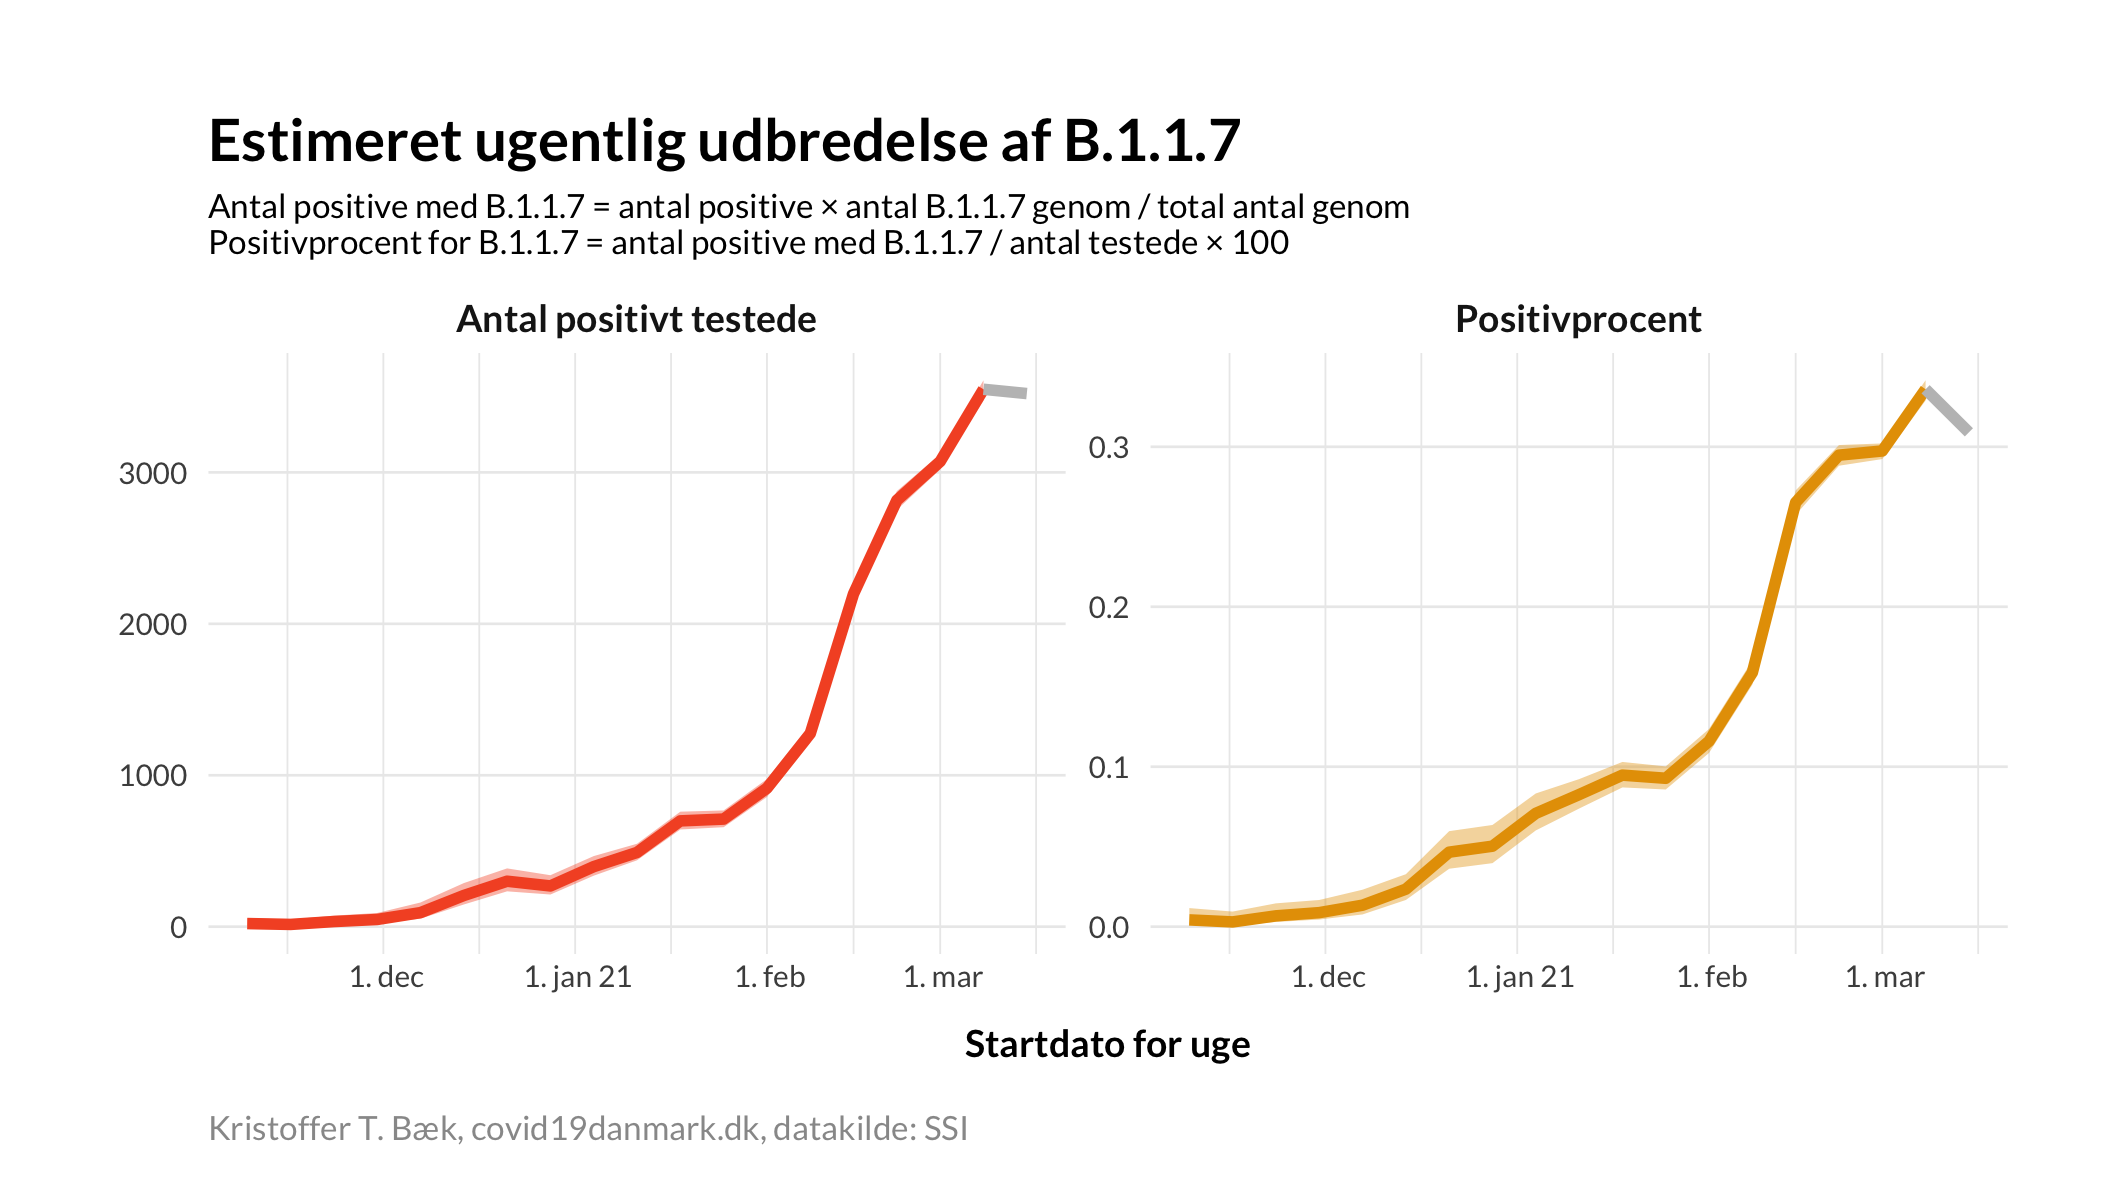 Estimeret ugentlig udbredelse af B.1.1.7
Antal positive med B.1.1.7 = antal positive × antal B.1.1.7 genom / total antal genom
Positivprocent for B.1.1.7 = antal positive med B.1.1.7 / antal testede × 100
Antal positivt testede
3000
2000
1000
0
1. dec
1. jan 21
1. feb
1. mar
Positivprocent
0.3
0.2
0.1
0.0
1. dec
1. jan 21
1. feb
1. mar
Startdato for uge
Kristoffer T. Bæk, covid19danmark.dk, datakilde: SSI